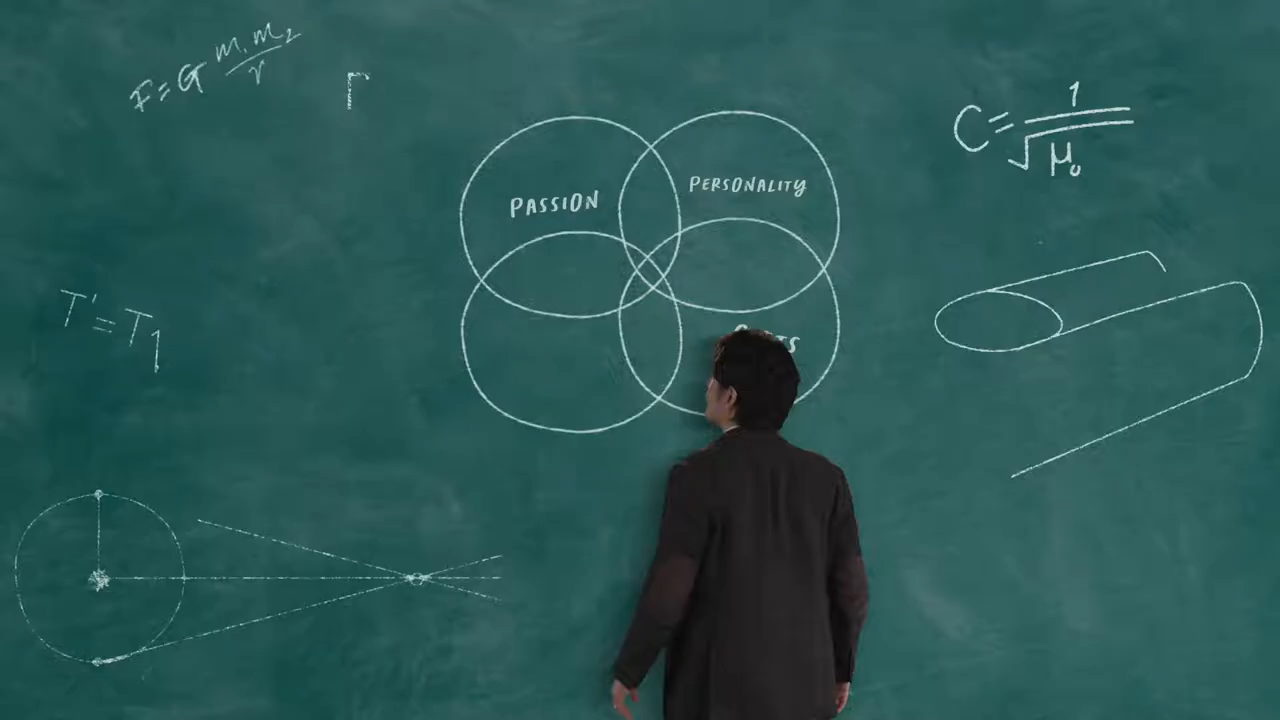 F=G m₁m₂/r
PASSION
PERSONALITY
C=1/√μ₀
T'=T1